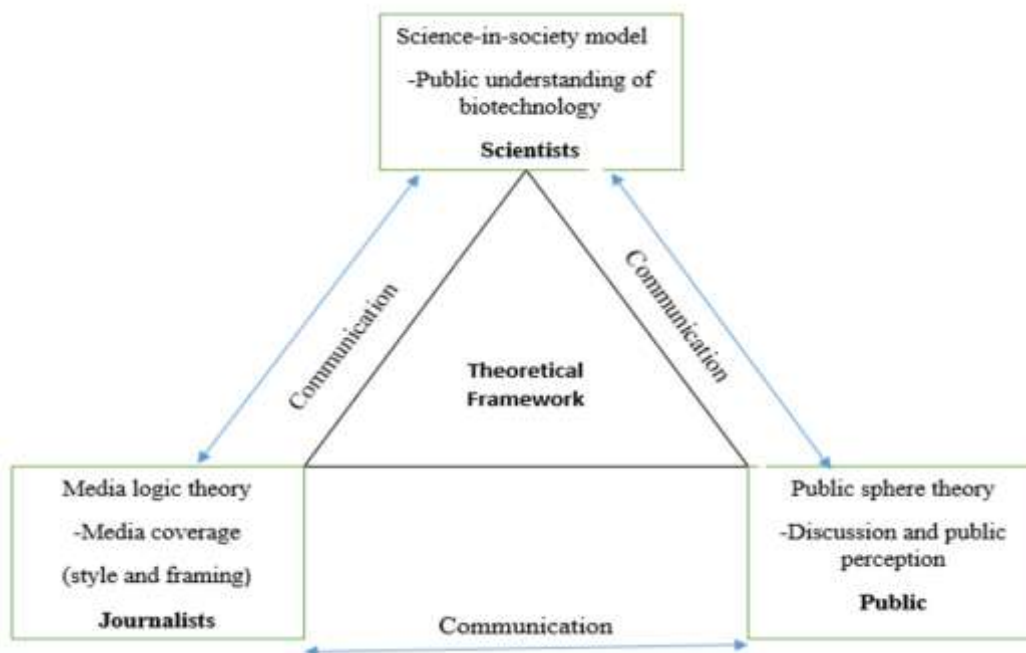 Science-in-society model
-Public understanding of
biotechnology
Scientists
Communication
Communication
Theoretical
Framework
Media logic theory
-Media coverage
(style and framing)
Journalists
Public sphere theory
-Discussion and public
perception
Public
Communication